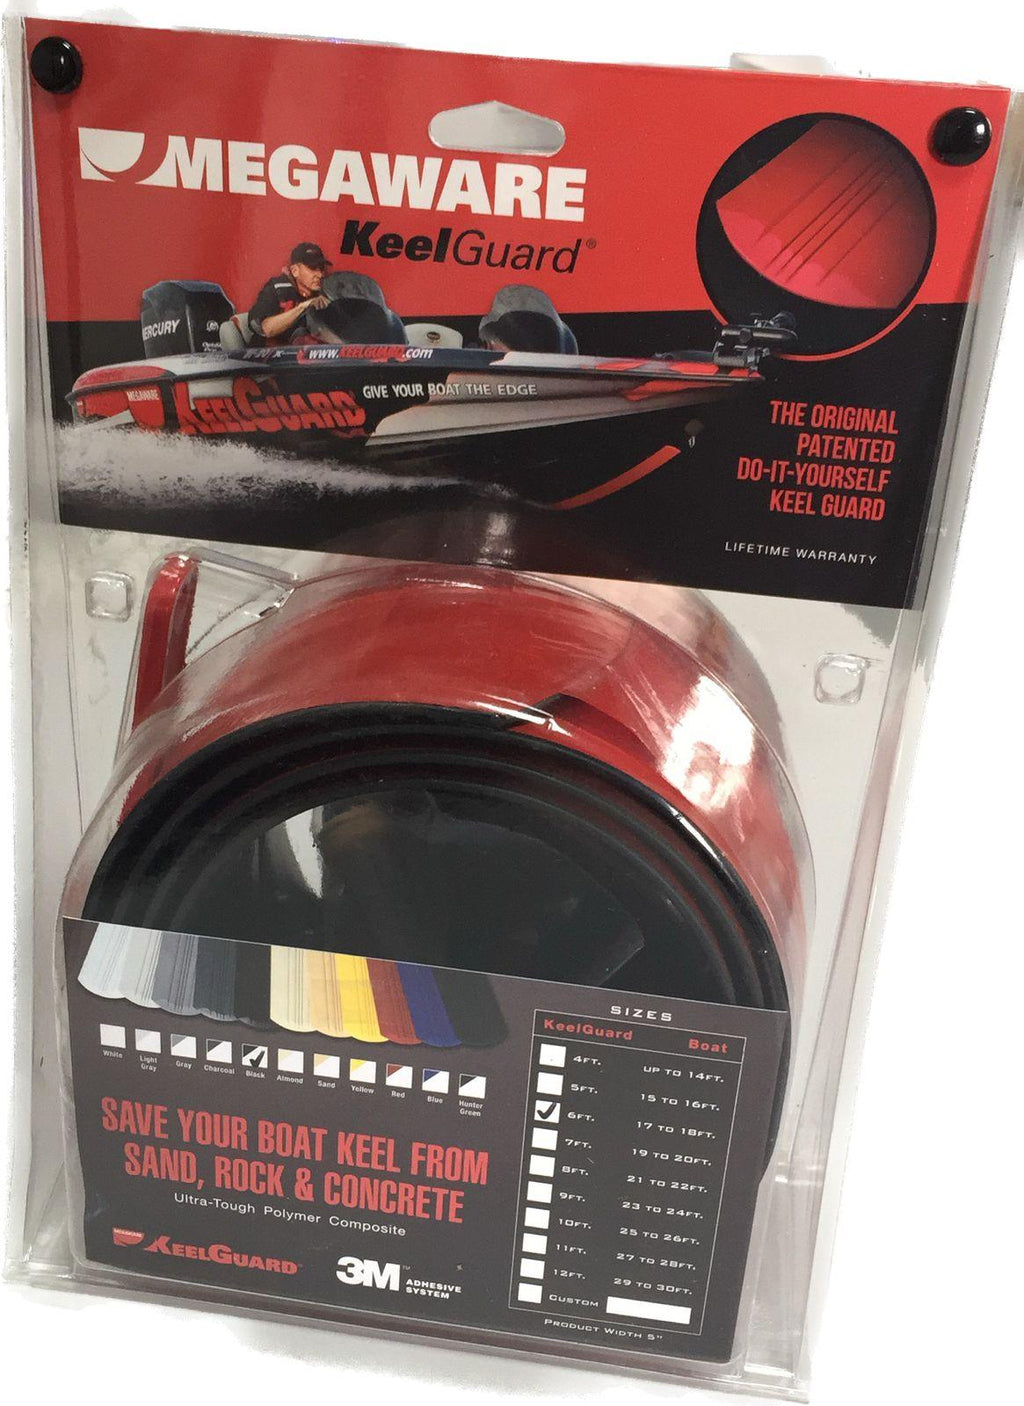 MEGAWARE
KeelGuard®
MERCURY
www.KEELGUARD.com
MEGAWARE
KEELGUARD
GIVE YOUR BOAT THE EDGE
THE ORIGINAL
PATENTED
DO-IT-YOURSELF
KEEL GUARD
LIFETIME WARRANTY
White
Light
Gray
Gray
Charcoal
Black
Almond
Sand
Yellow
Red
Blue
Hunter
Green
SAVE YOUR BOAT KEEL FROM
SAND, ROCK & CONCRETE
Ultra-Tough Polymer Composite
MEGAWARE
KEELGUARD
3M™
ADHESIVE
SYSTEM
SIZES
KeelGuard Boat
4FT. UP TO 14FT.
5FT. 15 TO 16FT.
6FT. 17 TO 18FT.
7FT. 19 TO 20FT.
8FT. 21 TO 22FT.
9FT. 23 TO 24FT.
10FT. 25 TO 26FT.
11FT. 27 TO 28FT.
12FT. 29 TO 30FT.
CUSTOM
PRODUCT WIDTH 5"